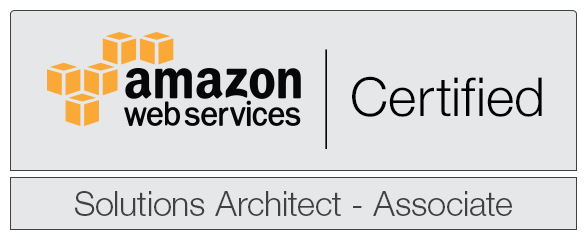 amazon
web services
Certified
Solutions Architect - Associate